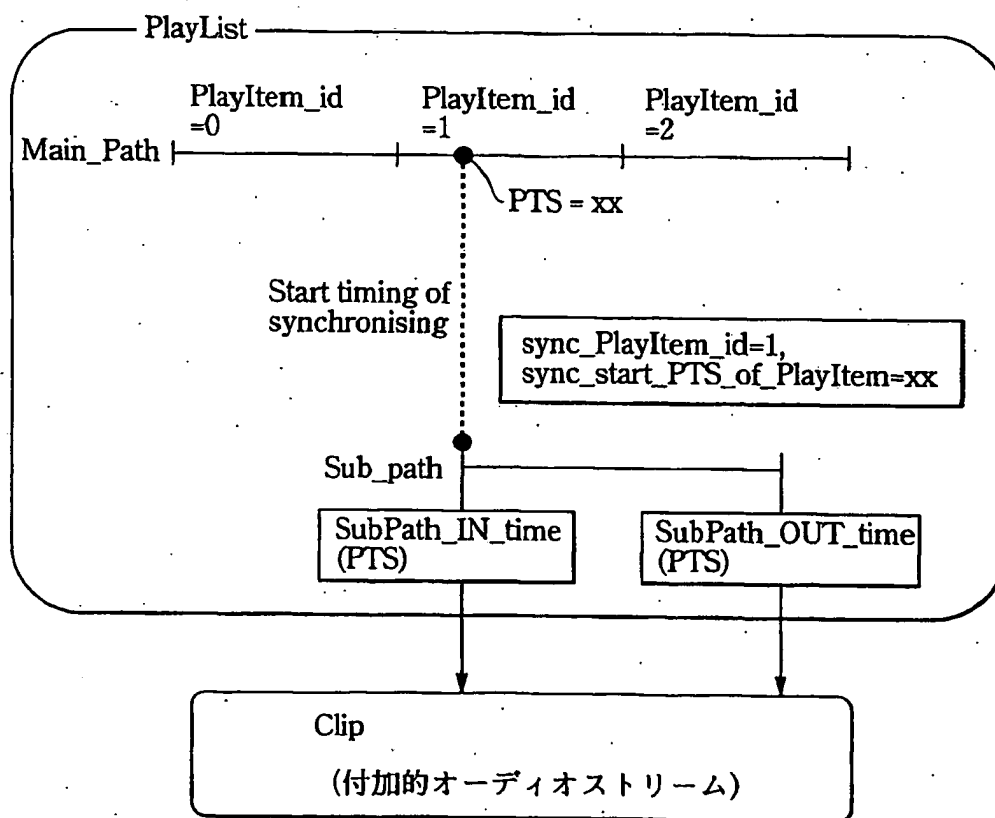 PlayList
PlayItem_id
=0
PlayItem_id
=1
PlayItem_id
=2
Main_Path
PTS = xx
Start timing of
synchronising
sync_PlayItem_id=1,
sync_start_PTS_of_PlayItem=xx
Sub_path
SubPath_IN_time
(PTS)
SubPath_OUT_time
(PTS)
Clip
(付加的オーディオストリーム)